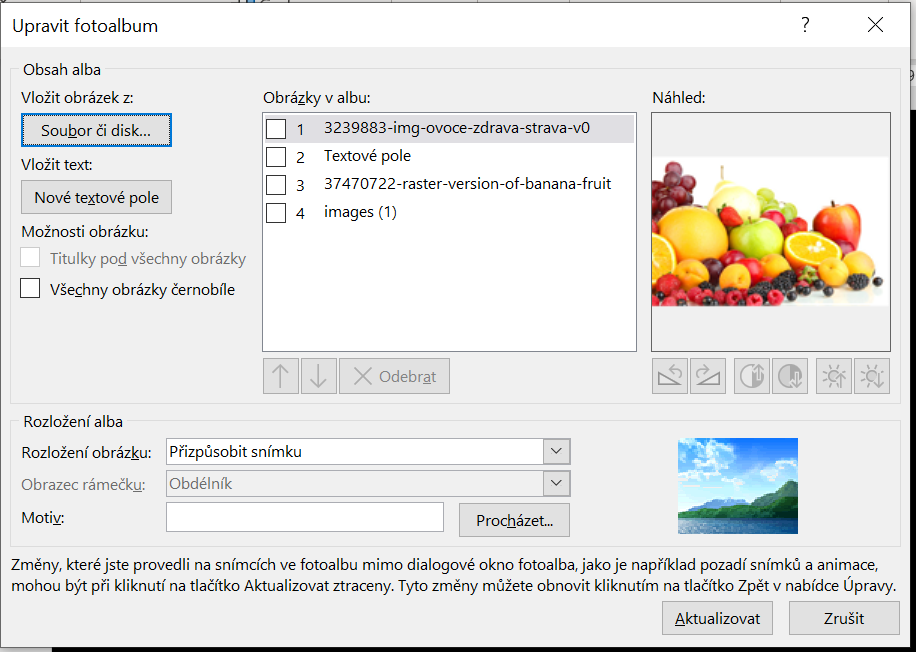 Upravit fotoalbum
?
Obsah alba
Vložit obrázek z:
Soubor či disk...
Vložit text:
Nové textové pole
Možnosti obrázku:
Titulky pod všechny obrázky
Všechny obrázky černobíle
Obrázky v albu:
1 3239883-img-ovoce-zdrava-strava-v0
2 Textové pole
3 37470722-raster-version-of-banana-fruit
4 images (1)
Odebrat
Náhled:
Rozložení alba
Rozložení obrázku: Přizpůsobit snímku
Obrazec rámečku: Obdélník
Motiv:
Procházet...
Změny, které jste provedli na snímcích ve fotoalbu mimo dialogové okno fotoalba, jako je například pozadí snímků a animace,
mohou být při kliknutí na tlačítko Aktualizovat ztraceny. Tyto změny můžete obnovit kliknutím na tlačítko Zpět v nabídce Úpravy.
Aktualizovat
Zrušit